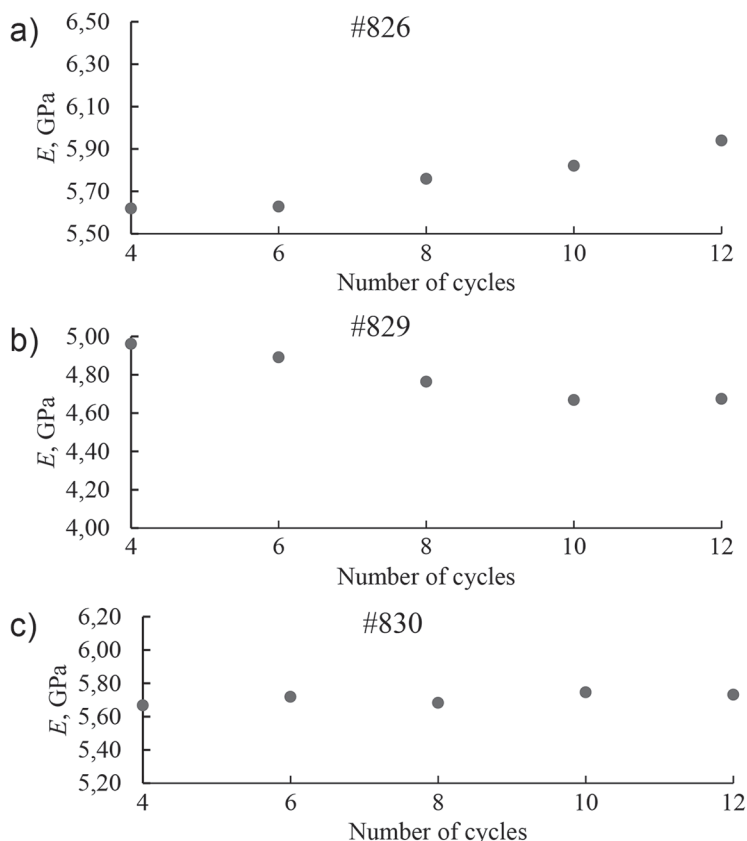 a)
#826
E, GPa
6,50
6,30
6,10
5,90
5,70
5,50
4 6 8 10 12
Number of cycles
b)
#829
E, GPa
5,00
4,80
4,60
4,40
4,20
4,00
4 6 8 10 12
Number of cycles
c)
#830
E, GPa
6,20
6,00
5,80
5,60
5,40
5,20
4 6 8 10 12
Number of cycles